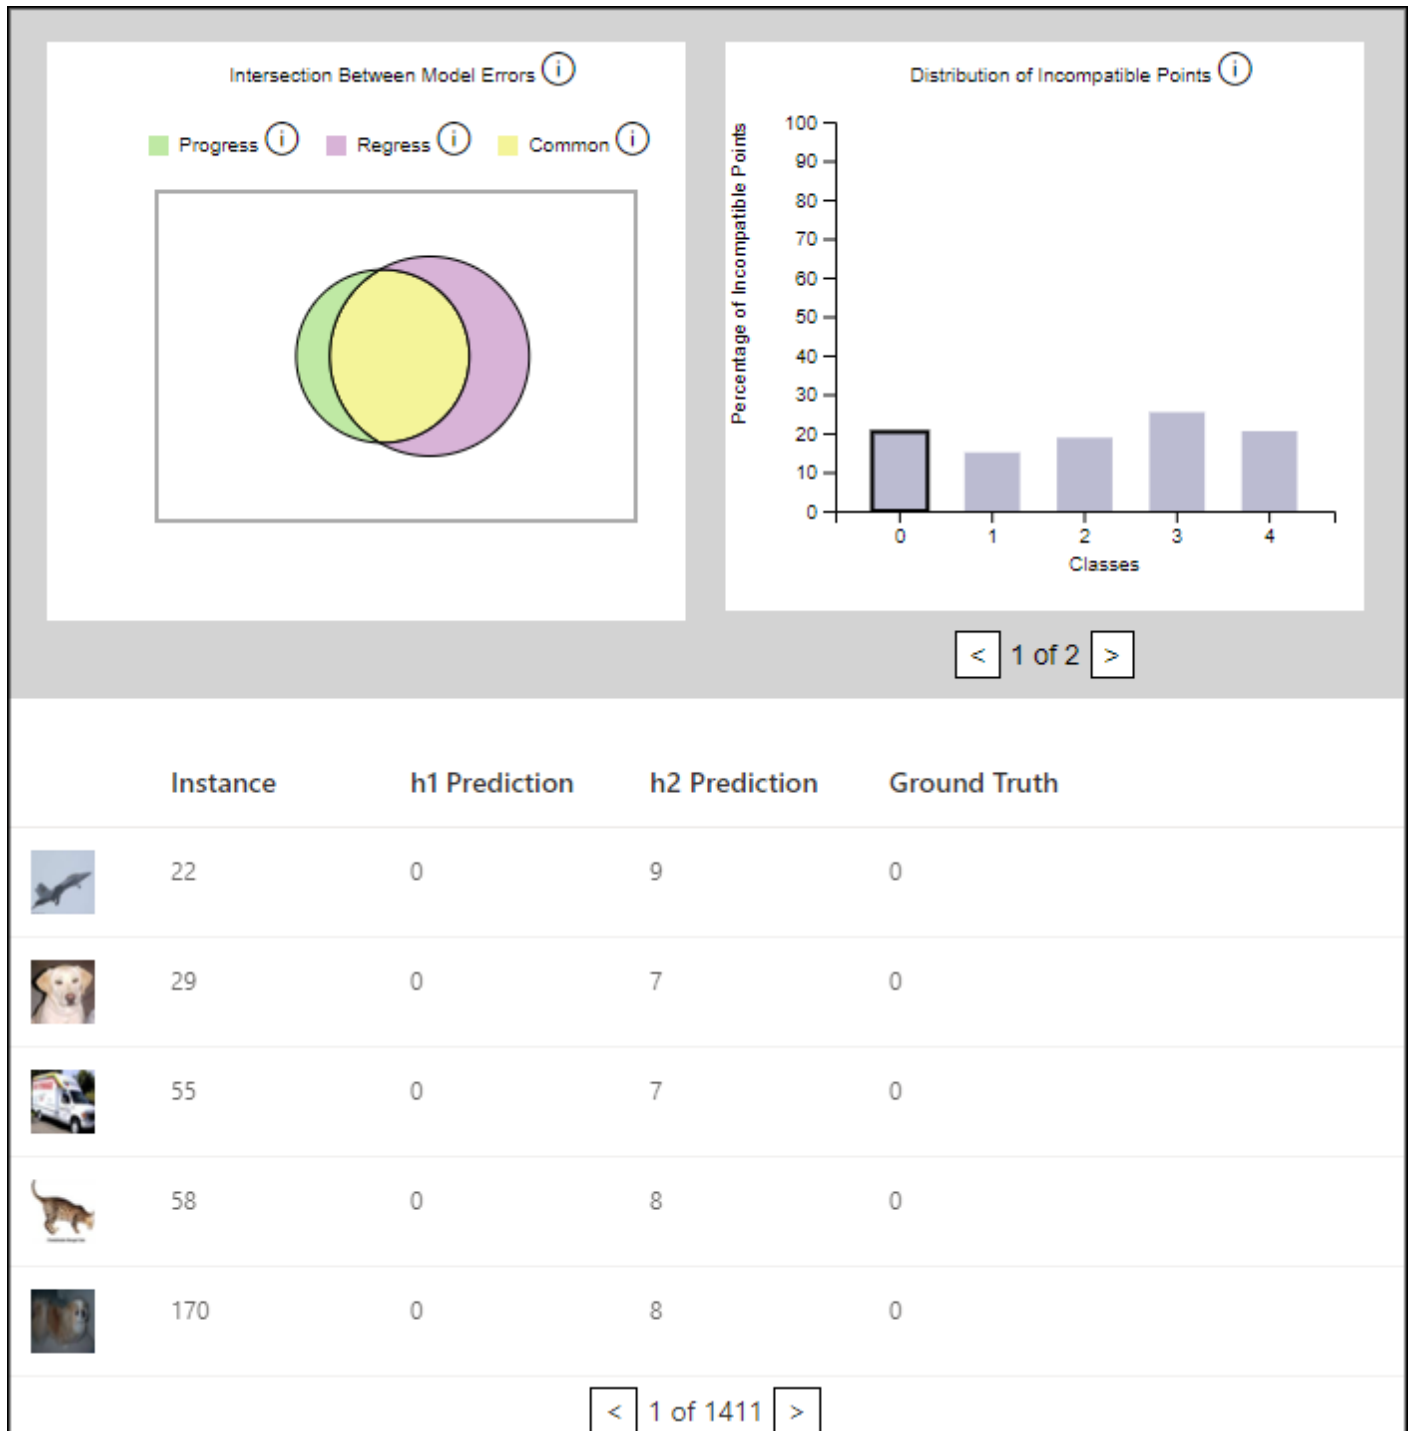 Intersection Between Model Errors i
Progress i Regress i Common i
Distribution of Incompatible Points i
Percentage of Incompatible Points
100
90
80
70
60
50
40
30
20
10
0
0 1 2 3 4
Classes
< 1 of 2 >
Instance h1 Prediction h2 Prediction Ground Truth
22 0 9 0
29 0 7 0
55 0 7 0
58 0 8 0
170 0 8 0
< 1 of 1411 >